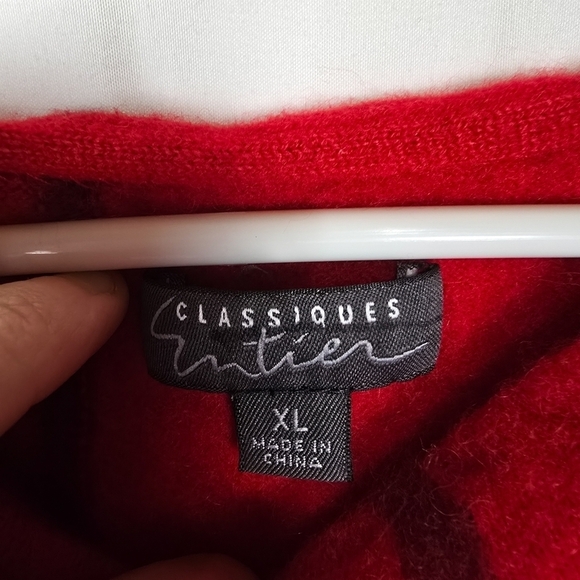 CLASSIQUES
Entier
XL
MADE IN
CHINA